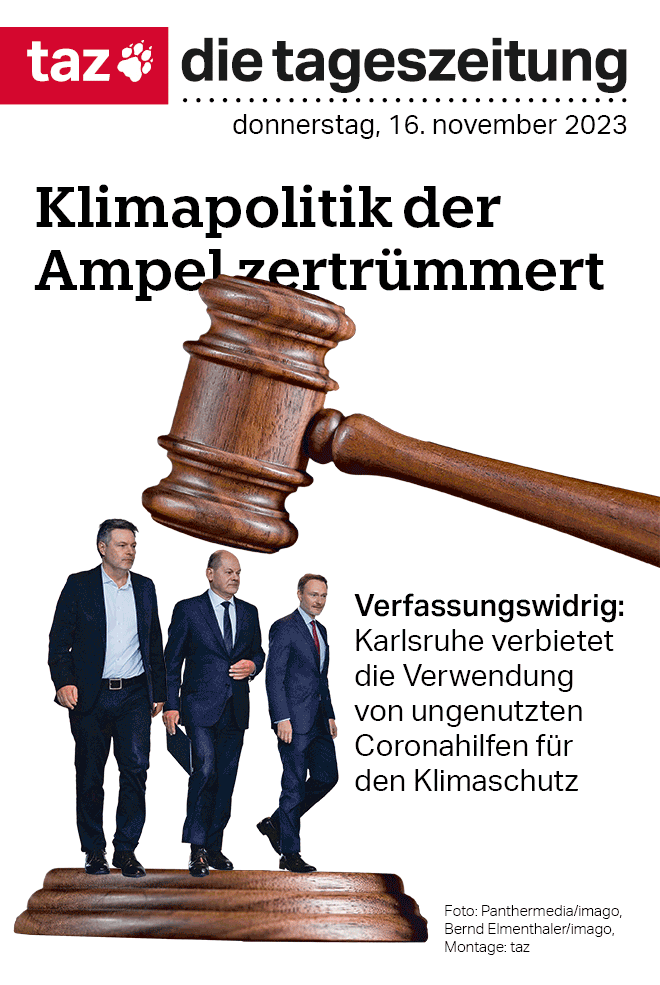 taz die tageszeitung
donnerstag, 16. november 2023
Klimapolitik der
Ampel zertrümmert
Verfassungswidrig:
Karlsruhe verbietet
die Verwendung
von ungenutzten
Coronahilfen für
den Klimaschutz
Foto: Panthermedia/imago,
Bernd Elmenthaler/imago,
Montage: taz